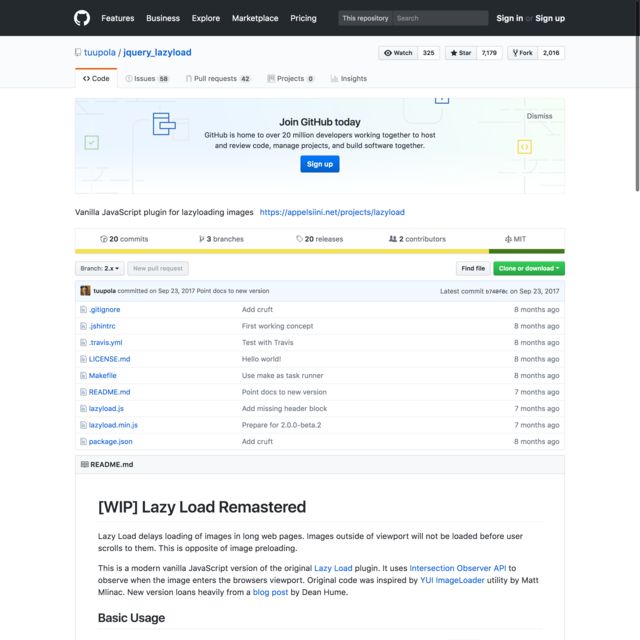 Features Business Explore Marketplace Pricing This repository Search Sign in or Sign up
tuupola / jquery_lazyload Watch 325 Star 7,179 Fork 2,016
Code Issues 58 Pull requests 42 Projects 0 Insights
Join GitHub today
Dismiss
GitHub is home to over 20 million developers working together to host
and review code, manage projects, and build software together.
Sign up
Vanilla JavaScript plugin for lazyloading images https://appelsiini.net/projects/lazyload
20 commits 3 branches 20 releases 2 contributors MIT
Branch: 2.x New pull request Find file Clone or download
tuupola committed on Sep 23, 2017 Point docs to new version Latest commit on Sep 23, 2017
.gitignore Add cruft 8 months ago
.jshintrc First working concept 8 months ago
.travis.yml Test with Travis 8 months ago
LICENSE.md Hello world! 8 months ago
Makefile Use make as task runner 8 months ago
README.md Point docs to new version 7 months ago
lazyload.js Add missing header block 7 months ago
lazyload.min.js Prepare for 2.0.0-beta.2 7 months ago
package.json Add cruft 8 months ago
README.md
[WIP] Lazy Load Remastered
Lazy Load delays loading of images in long web pages. Images outside of viewport will not be loaded before user
scrolls to them. This is opposite of image preloading.
This is a modern vanilla JavaScript version of the original Lazy Load plugin. It uses Intersection Observer API to
observe when the image enters the browsers viewport. Original code was inspired by YUI ImageLoader utility by Matt
Mlinac. New version loans heavily from a blog post by Dean Hume.
Basic Usage